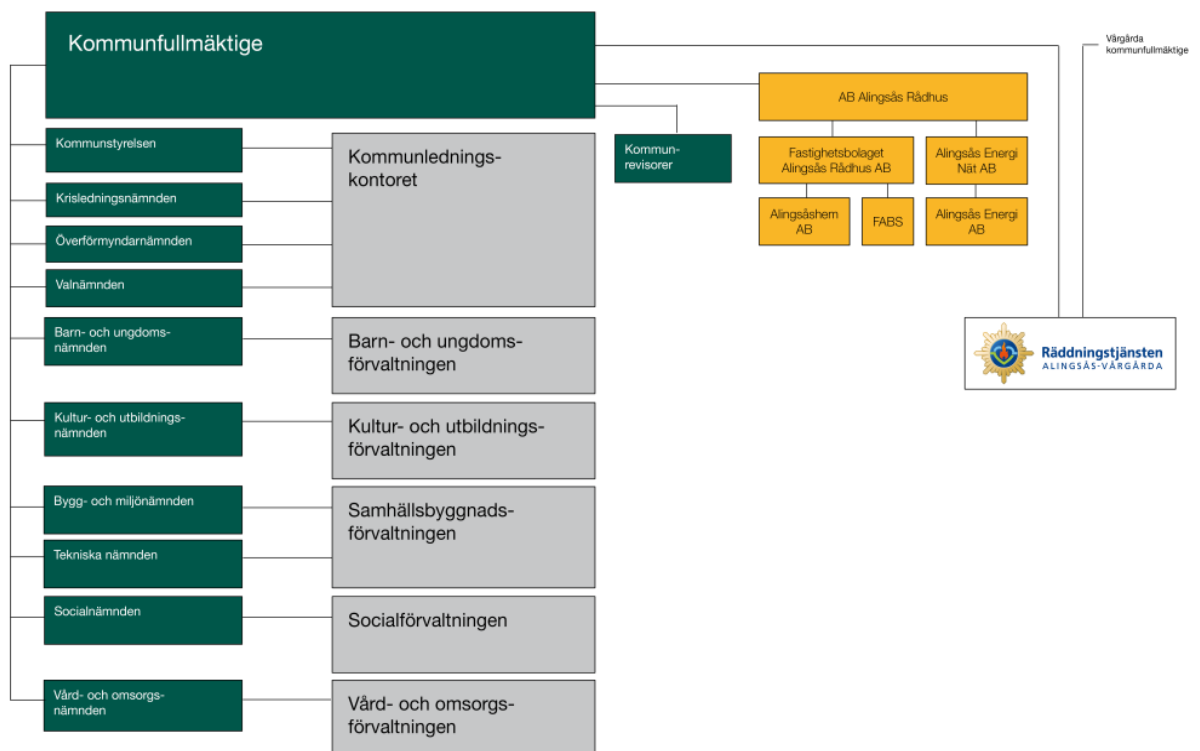 Kommunfullmäktige
Vårgårda
kommunfullmäktige
AB Alingsås Rådhus
Kommunstyrelsen
Kommunlednings-
kontoret
Kommun-
revisorer
Fastighetsbolaget
Alingsås Rådhus AB
Alingsås Energi
Nät AB
Krisledningsnämnden
Alingsåshem
AB
FABS
Alingsås Energi
AB
Överförmyndarnämnden
Valnämnden
Barn- och ungdoms-
nämnden
Barn- och ungdoms-
förvaltningen
Räddningstjänsten
ALINGSÅS-VÅRGÅRDA
Kultur- och utbildnings-
nämnden
Kultur- och utbildnings-
förvaltningen
Bygg- och miljönämnden
Samhällsbyggnads-
förvaltningen
Tekniska nämnden
Socialnämnden
Socialförvaltningen
Vård- och omsorgs-
nämnden
Vård- och omsorgs-
förvaltningen